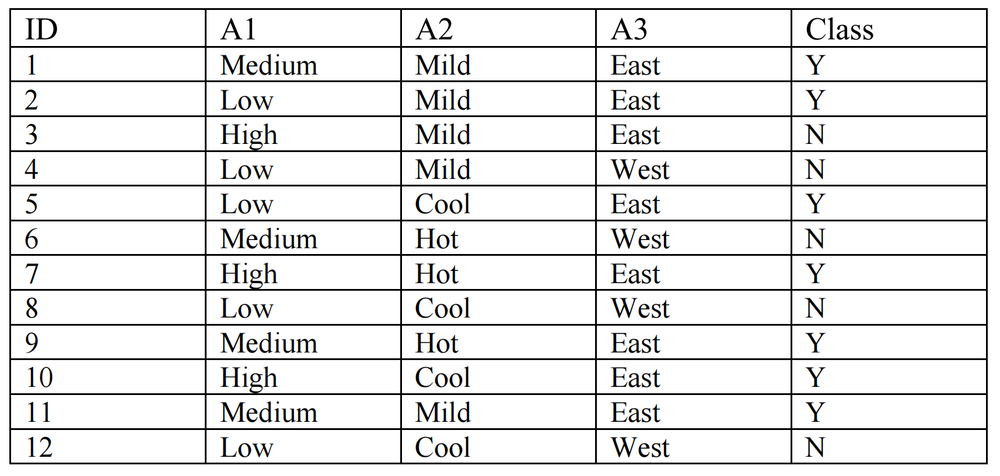 ID A1 A2 A3 Class
1 Medium Mild East Y
2 Low Mild East Y
3 High Mild East N
4 Low Mild West N
5 Low Cool East Y
6 Medium Hot West N
7 High Hot East Y
8 Low Cool West N
9 Medium Hot East Y
10 High Cool East Y
11 Medium Mild East Y
12 Low Cool West N